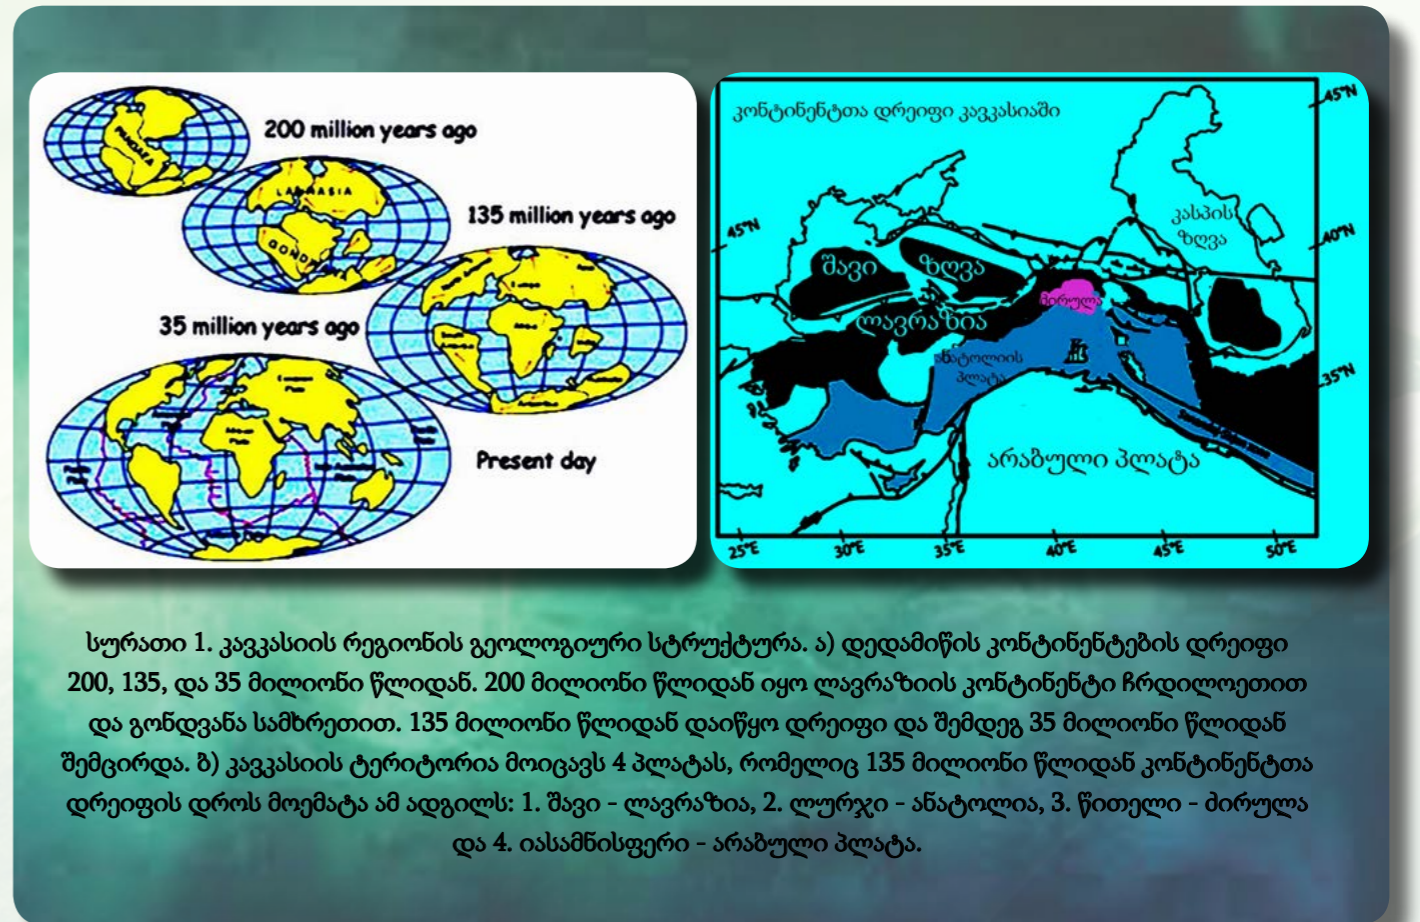 200 million years ago
135 million years ago
35 million years ago
Present day
PANGAEA
LAURASIA
GONDWANA
Africa
კონტინენტთა დრეიფი კავკასიაში
45°N
კასპის
ზღვა
45°N
40°N
შავი ზღვა
ძირულა
ლავრაზია
ანატოლიის
პლატა
35°N
არაბული პლატა
25°E 30°E 35°E 40°E 45°E 50°E
სურათი 1. კავკასიის რეგიონის გეოლოგიური სტრუქტურა. ა) დედამიწის კონტინენტების დრეიფი
200, 135, და 35 მილიონი წლიდან. 200 მილიონი წლიდან იყო ლავრაზიის კონტინენტი ჩრდილოეთით
და გონდვანა სამხრეთით. 135 მილიონი წლიდან დაიწყო დრეიფი და შემდეგ 35 მილიონი წლიდან
შემცირდა. ბ) კავკასიის ტერიტორია მოიცავს 4 პლატას, რომელიც 135 მილიონი წლიდან კონტინენტთა
დრეიფის დროს მოემატა ამ ადგილს: 1. შავი - ლავრაზია, 2. ლურჯი - ანატოლია, 3. წითელი - ძირულა
და 4. იასამნისფერი - არაბული პლატა.